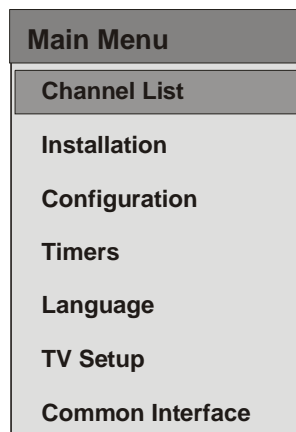 Main Menu
Channel List
Installation
Configuration
Timers
Language
TV Setup
Common Interface